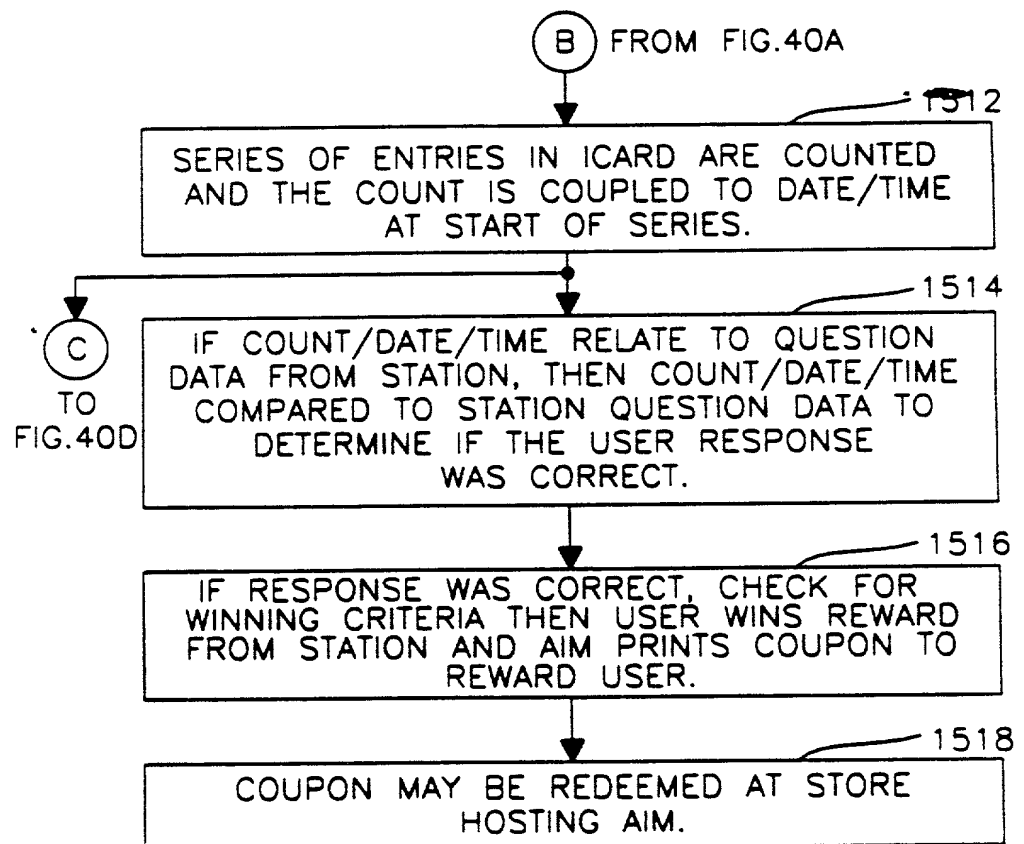 B FROM FIG.40A
1512
SERIES OF ENTRIES IN ICARD ARE COUNTED
AND THE COUNT IS COUPLED TO DATE/TIME
AT START OF SERIES.
1514
C
TO
FIG.40D
IF COUNT/DATE/TIME RELATE TO QUESTION
DATA FROM STATION, THEN COUNT/DATE/TIME
COMPARED TO STATION QUESTION DATA TO
DETERMINE IF THE USER RESPONSE
WAS CORRECT.
1516
IF RESPONSE WAS CORRECT, CHECK FOR
WINNING CRITERIA THEN USER WINS REWARD
FROM STATION AND AIM PRINTS COUPON TO
REWARD USER.
1518
COUPON MAY BE REDEEMED AT STORE
HOSTING AIM.